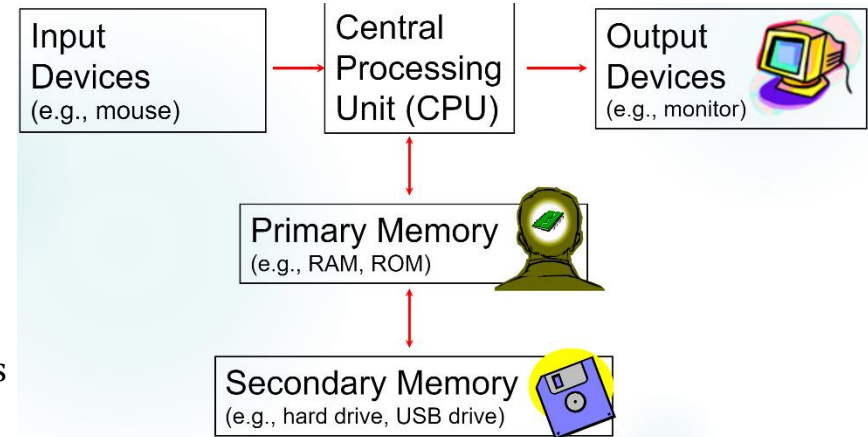 Input
Devices
(e.g., mouse)
Central
Processing
Unit (CPU)
Output
Devices
(e.g., monitor)
Primary Memory
(e.g., RAM, ROM)
s
Secondary Memory
(e.g., hard drive, USB drive)